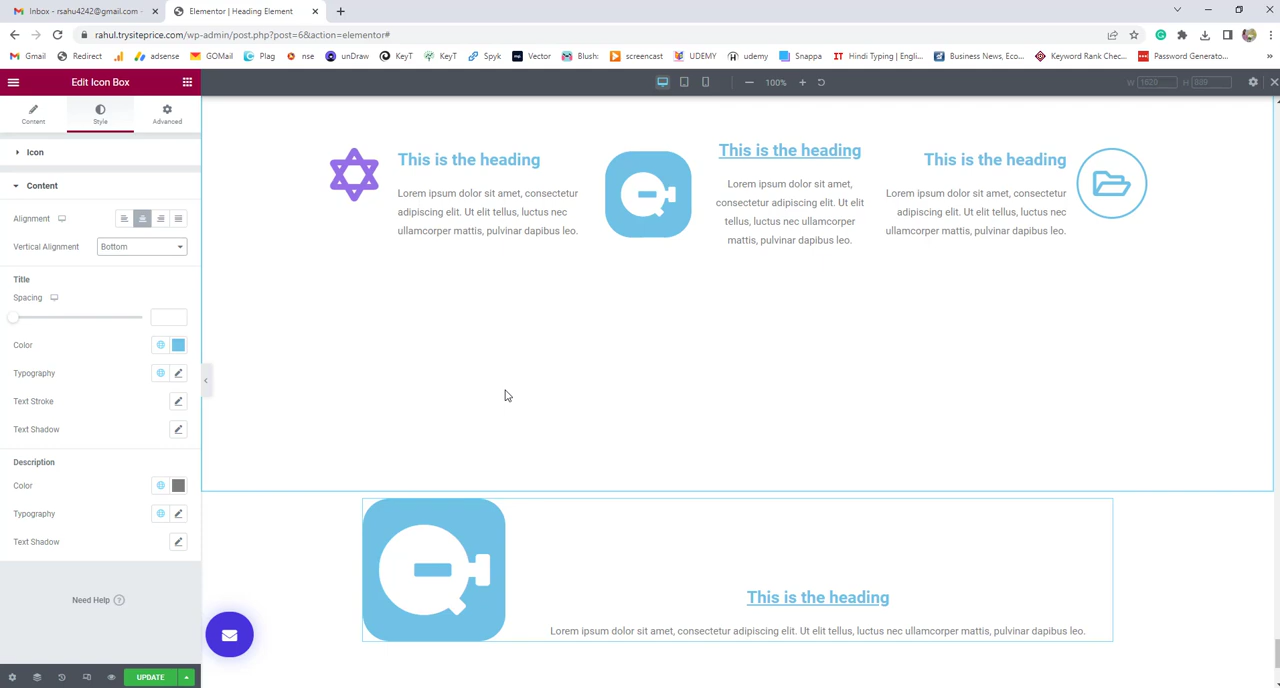 Inbox - rsahu4242@gmail.com -
Elementor | Heading Element
rahul.trysiteprice.com/wp-admin/post.php?post=6&action=elementor#
Gmail
Redirect
adsense
GOMail
Plag
nse
unDraw
KeyT
KeyT
Spyk
Vector
Blush:
screencast
UDEMY
udemy
Snappa
Hindi Typing | Engli...
Business News, Eco...
Keyword Rank Chec...
Password Generato...
»
Edit Icon Box
100%
W 1620
H 889
Content
Style
Advanced
Icon
Content
Alignment
Vertical Alignment
Bottom
Title
Spacing
Color
Typography
Text Stroke
Text Shadow
Description
Color
Typography
Text Shadow
Need Help
UPDATE
This is the heading
Lorem ipsum dolor sit amet, consectetur
adipiscing elit. Ut elit tellus, luctus nec
ullamcorper mattis, pulvinar dapibus leo.
This is the heading
Lorem ipsum dolor sit amet,
consectetur adipiscing elit. Ut elit
tellus, luctus nec ullamcorper
mattis, pulvinar dapibus leo.
This is the heading
Lorem ipsum dolor sit amet, consectetur
adipiscing elit. Ut elit tellus, luctus nec
ullamcorper mattis, pulvinar dapibus leo.
This is the heading
Lorem ipsum dolor sit amet, consectetur adipiscing elit. Ut elit tellus, luctus nec ullamcorper mattis, pulvinar dapibus leo.